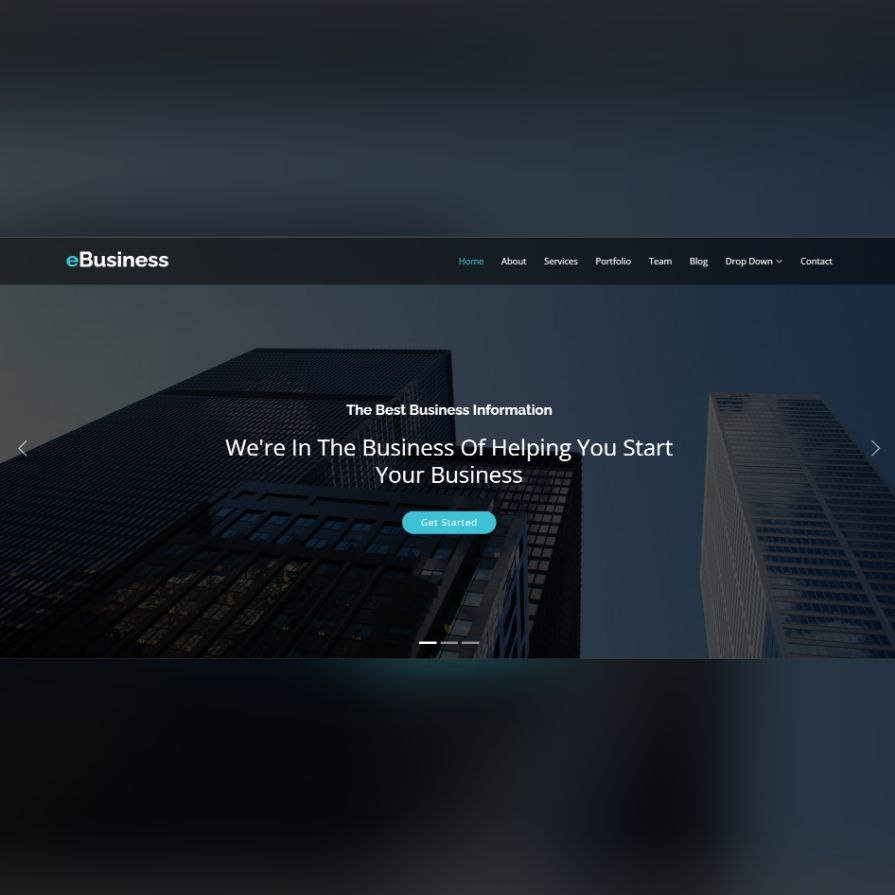 eBusiness
Home About Services Portfolio Team Blog Drop Down Contact
The Best Business Information
We're In The Business Of Helping You Start
Your Business
Get Started